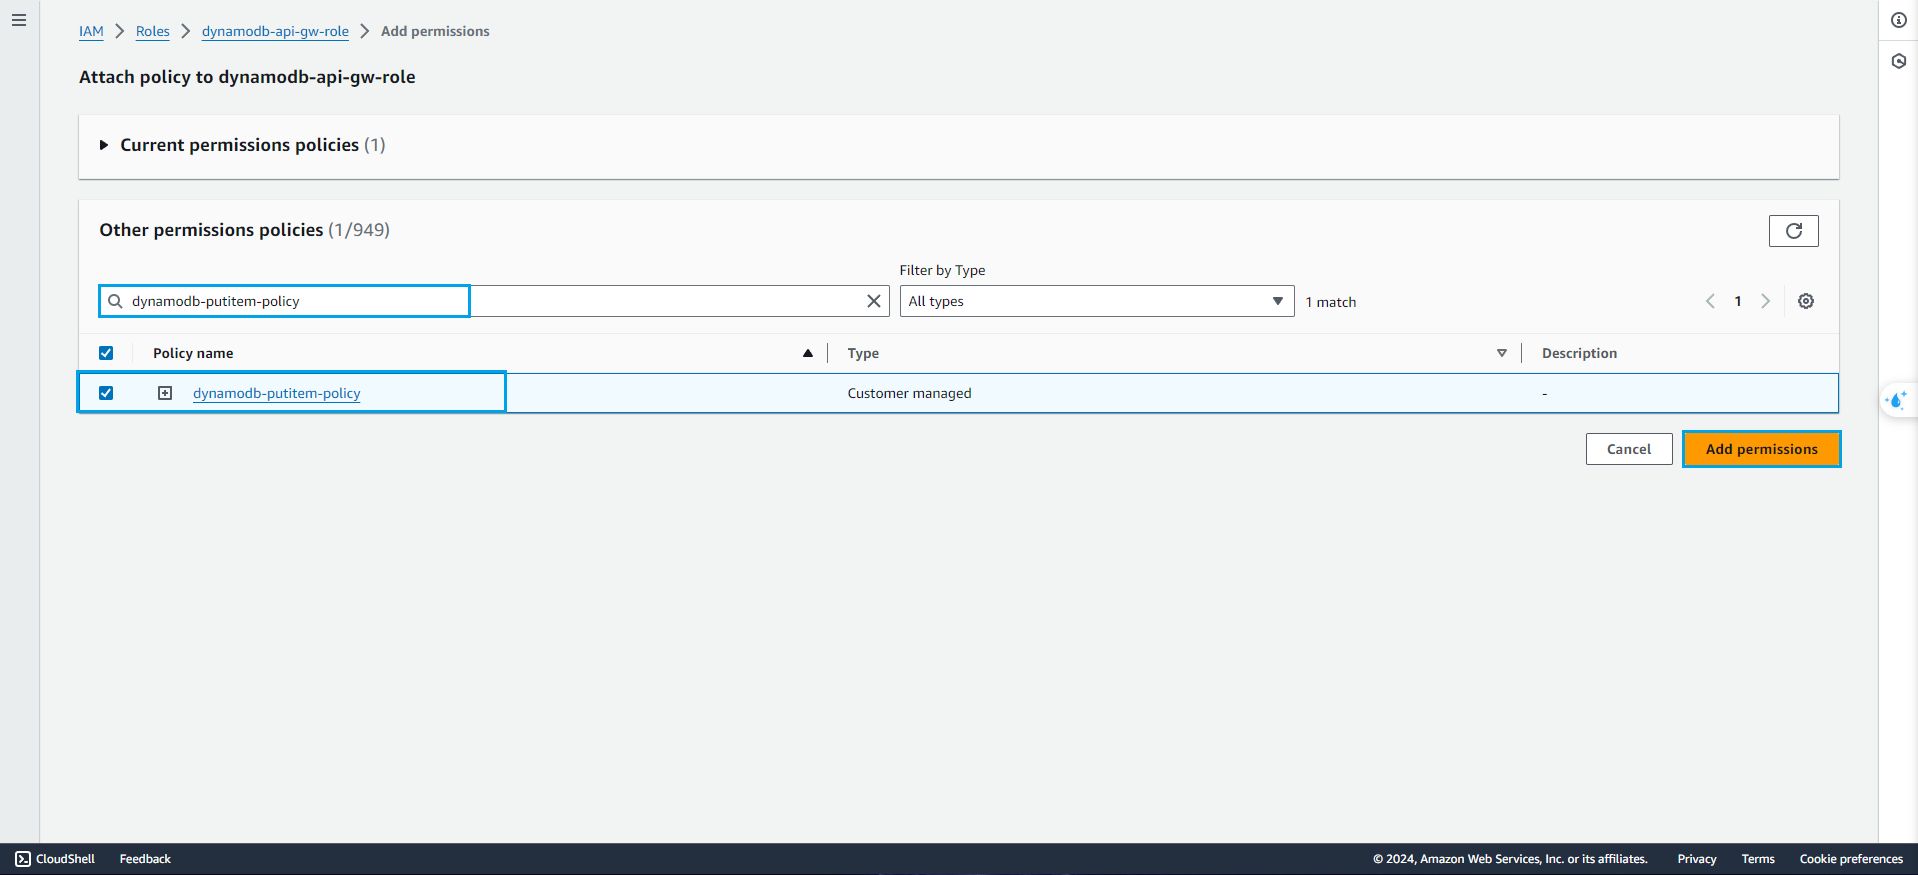 IAM > Roles > dynamodb-api-gw-role > Add permissions
Attach policy to dynamodb-api-gw-role
Current permissions policies (1)
Other permissions policies (1/949)
Filter by Type
dynamodb-putitem-policy
All types
1 match
1
Policy name
Type
Description
dynamodb-putitem-policy
Customer managed
-
Cancel
Add permissions
CloudShell
Feedback
© 2024, Amazon Web Services, Inc. or its affiliates.
Privacy
Terms
Cookie preferences